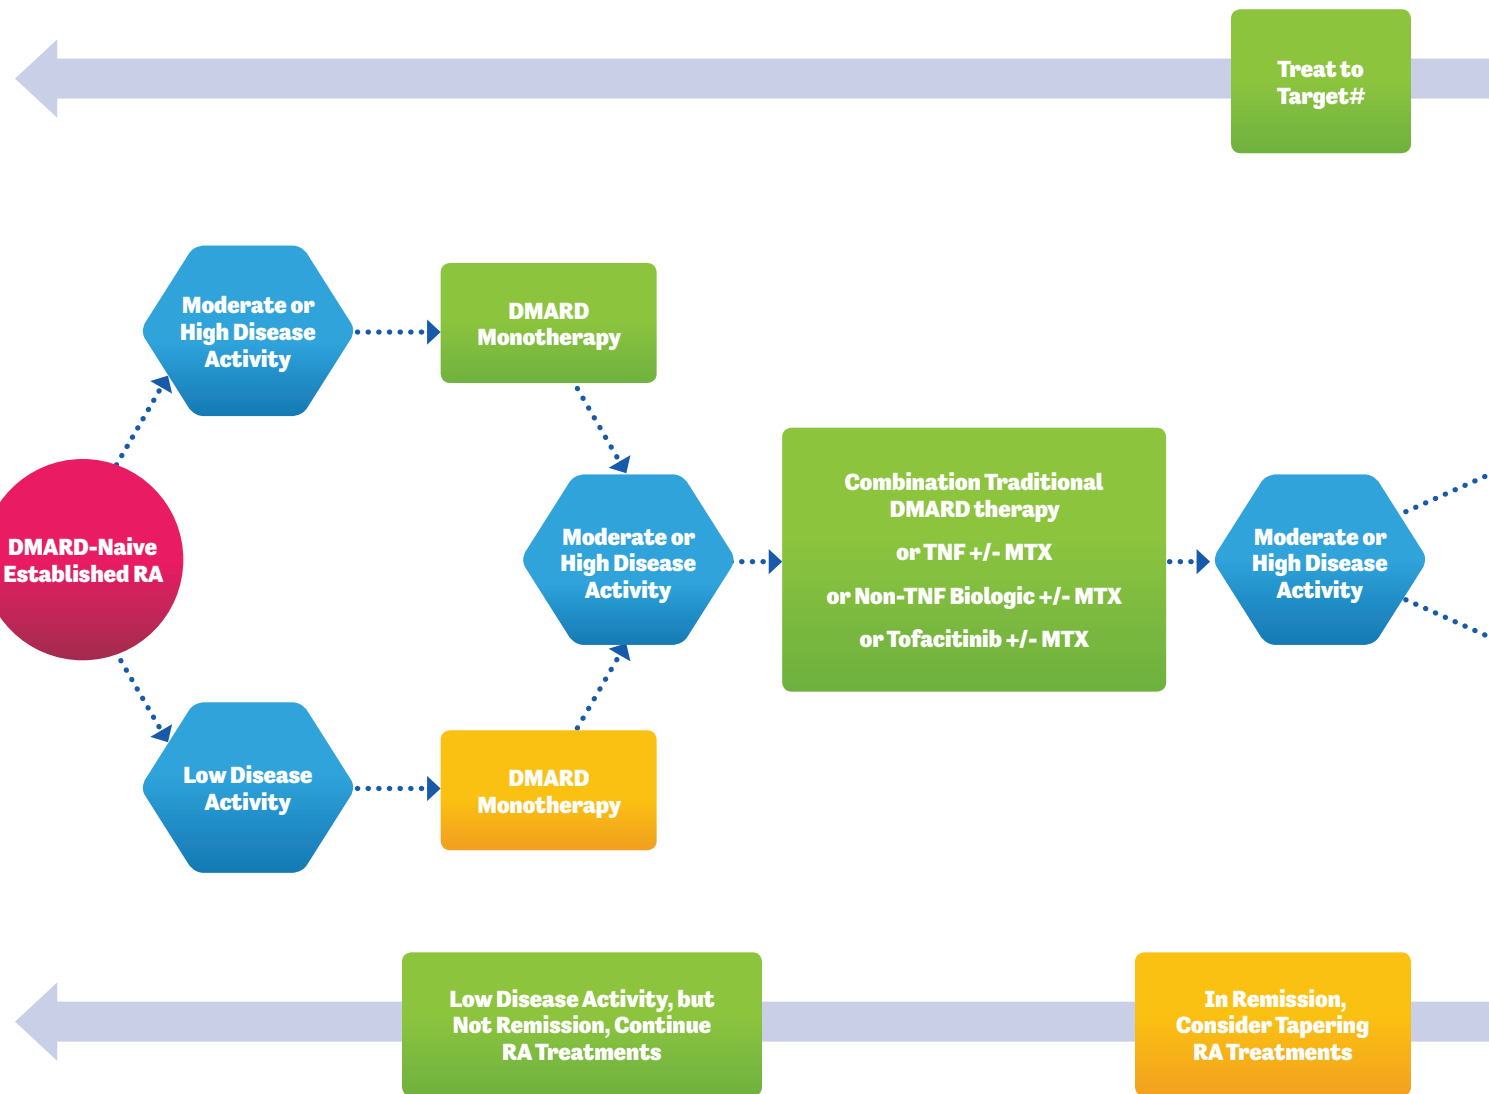 Treat to
Target#
Moderate or
High Disease
Activity
DMARD
Monotherapy
DMARD-Naive
Established RA
Moderate or
High Disease
Activity
Combination Traditional
DMARD therapy
or TNF +/- MTX
or Non-TNF Biologic +/- MTX
or Tofacitinib +/- MTX
Moderate or
High Disease
Activity
Low Disease
Activity
DMARD
Monotherapy
Low Disease Activity, but
Not Remission, Continue
RA Treatments
In Remission,
Consider Tapering
RA Treatments